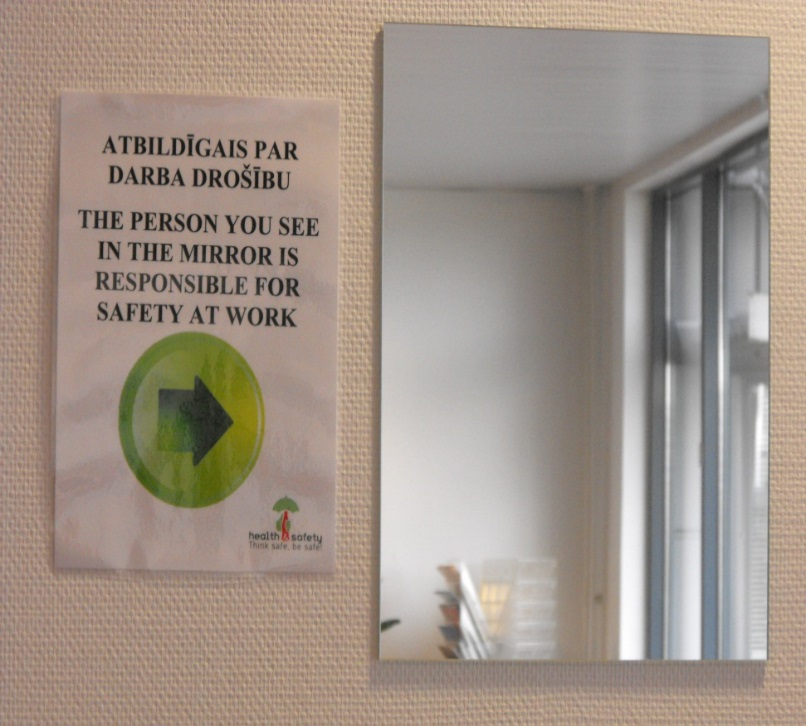 ATBILDĪGAIS PAR
DARBA DROŠĪBU
THE PERSON YOU SEE
IN THE MIRROR IS
RESPONSIBLE FOR
SAFETY AT WORK
health & safety
Think safe, be safe!